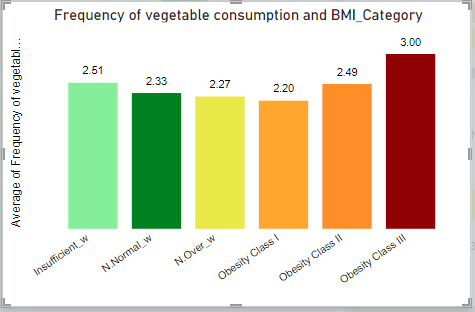 Frequency of vegetable consumption and BMI_Category
Average of Frequency of vegetabl...
2.51
2.33
2.27
2.20
2.49
3.00
Insufficient_w
N.Normal_w
N.Over_w
Obesity Class I
Obesity Class II
Obesity Class III